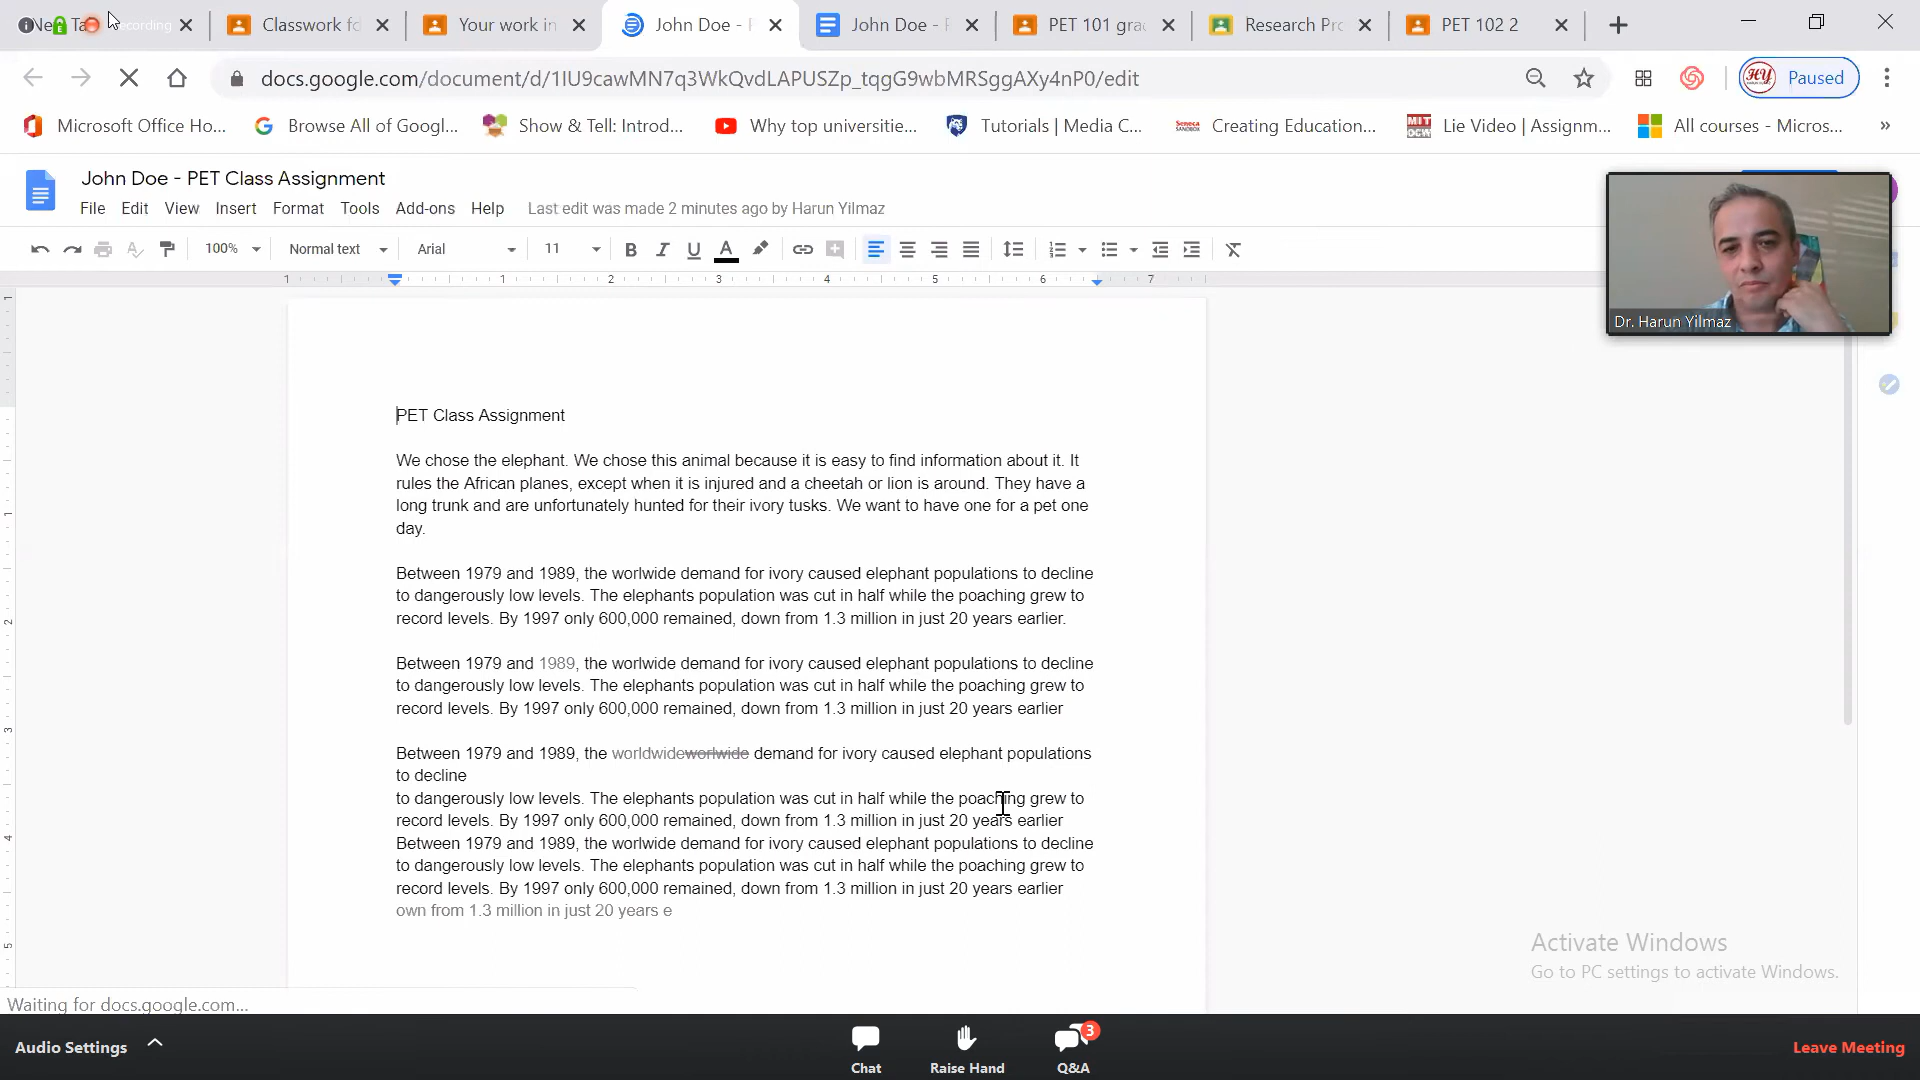 New Tab
Recording
Classwork fo
Your work in
John Doe - P
John Doe - P
PET 101 grad
Research Pro
PET 102 2
docs.google.com/document/d/1IU9cawMN7q3WkQvdLAPUSZp_tqgG9wbMRSggAXy4nP0/edit
Paused
Microsoft Office Ho...
Browse All of Googl...
Show & Tell: Introd...
Why top universitie...
Tutorials | Media C...
Creating Education...
Lie Video | Assignm...
All courses - Micros...
John Doe - PET Class Assignment
File Edit View Insert Format Tools Add-ons Help Last edit was made 2 minutes ago by Harun Yilmaz
100% Normal text Arial 11
1 1 2 3 4 5 6 7
Dr. Harun Yilmaz
PET Class Assignment
We chose the elephant. We chose this animal because it is easy to find information about it. It
rules the African planes, except when it is injured and a cheetah or lion is around. They have a
long trunk and are unfortunately hunted for their ivory tusks. We want to have one for a pet one
day.
Between 1979 and 1989, the worlwide demand for ivory caused elephant populations to decline
to dangerously low levels. The elephants population was cut in half while the poaching grew to
record levels. By 1997 only 600,000 remained, down from 1.3 million in just 20 years earlier.
Between 1979 and 1989, the worlwide demand for ivory caused elephant populations to decline
to dangerously low levels. The elephants population was cut in half while the poaching grew to
record levels. By 1997 only 600,000 remained, down from 1.3 million in just 20 years earlier
Between 1979 and 1989, the worldwideworlwide demand for ivory caused elephant populations
to decline
to dangerously low levels. The elephants population was cut in half while the poaching grew to
record levels. By 1997 only 600,000 remained, down from 1.3 million in just 20 years earlier
Between 1979 and 1989, the worlwide demand for ivory caused elephant populations to decline
to dangerously low levels. The elephants population was cut in half while the poaching grew to
record levels. By 1997 only 600,000 remained, down from 1.3 million in just 20 years earlier
own from 1.3 million in just 20 years e
Activate Windows
Go to PC settings to activate Windows.
Waiting for docs.google.com...
Audio Settings
Chat
Raise Hand
3
Q&A
Leave Meeting